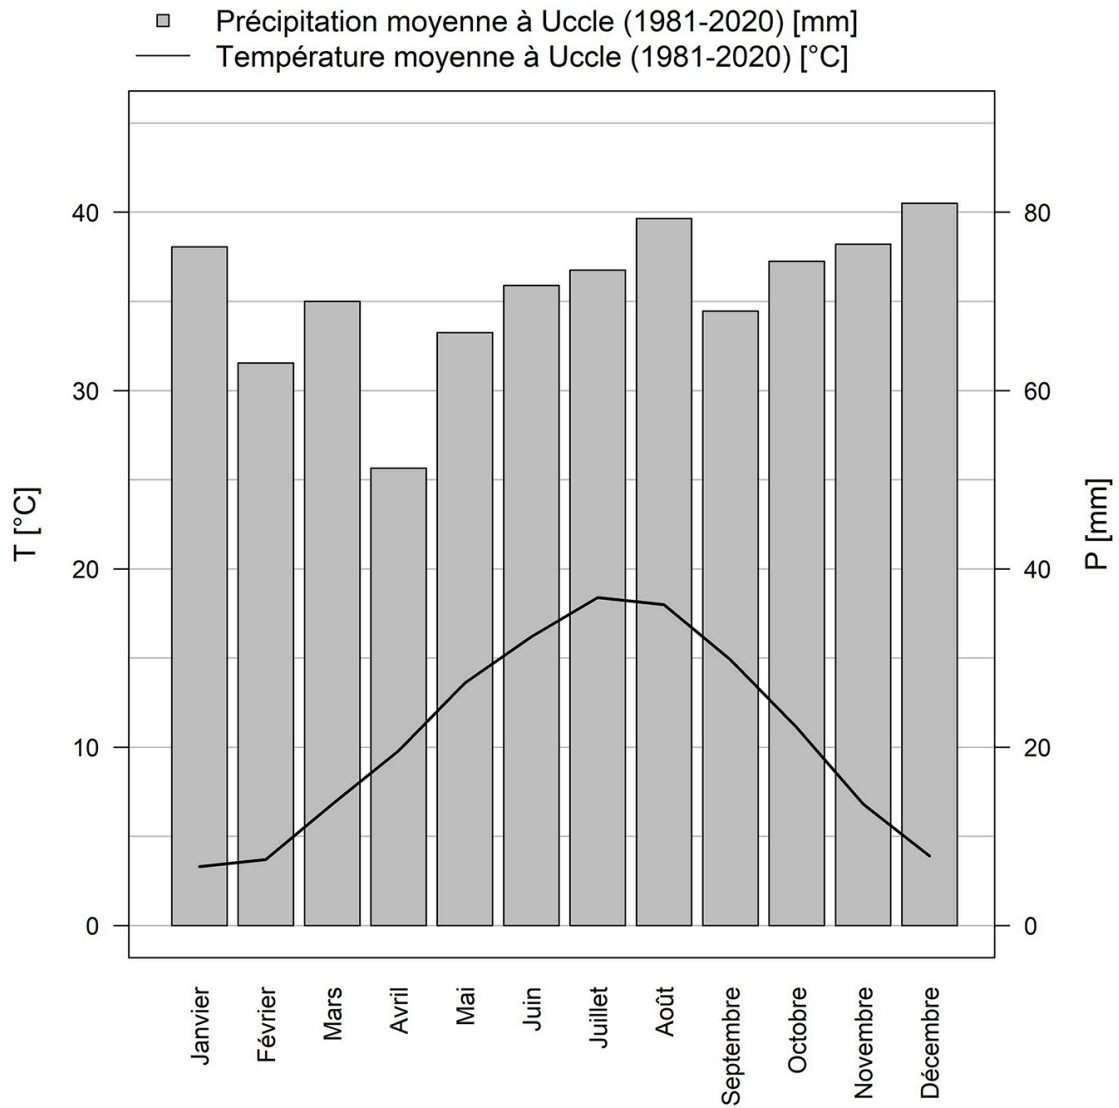 Précipitation moyenne à Uccle (1981-2020) [mm]
Température moyenne à Uccle (1981-2020) [°C]
40
30
20
10
0
T [°C]
80
60
40
20
0
P [mm]
Janvier
Février
Mars
Avril
Mai
Juin
Juillet
Août
Septembre
Octobre
Novembre
Décembre